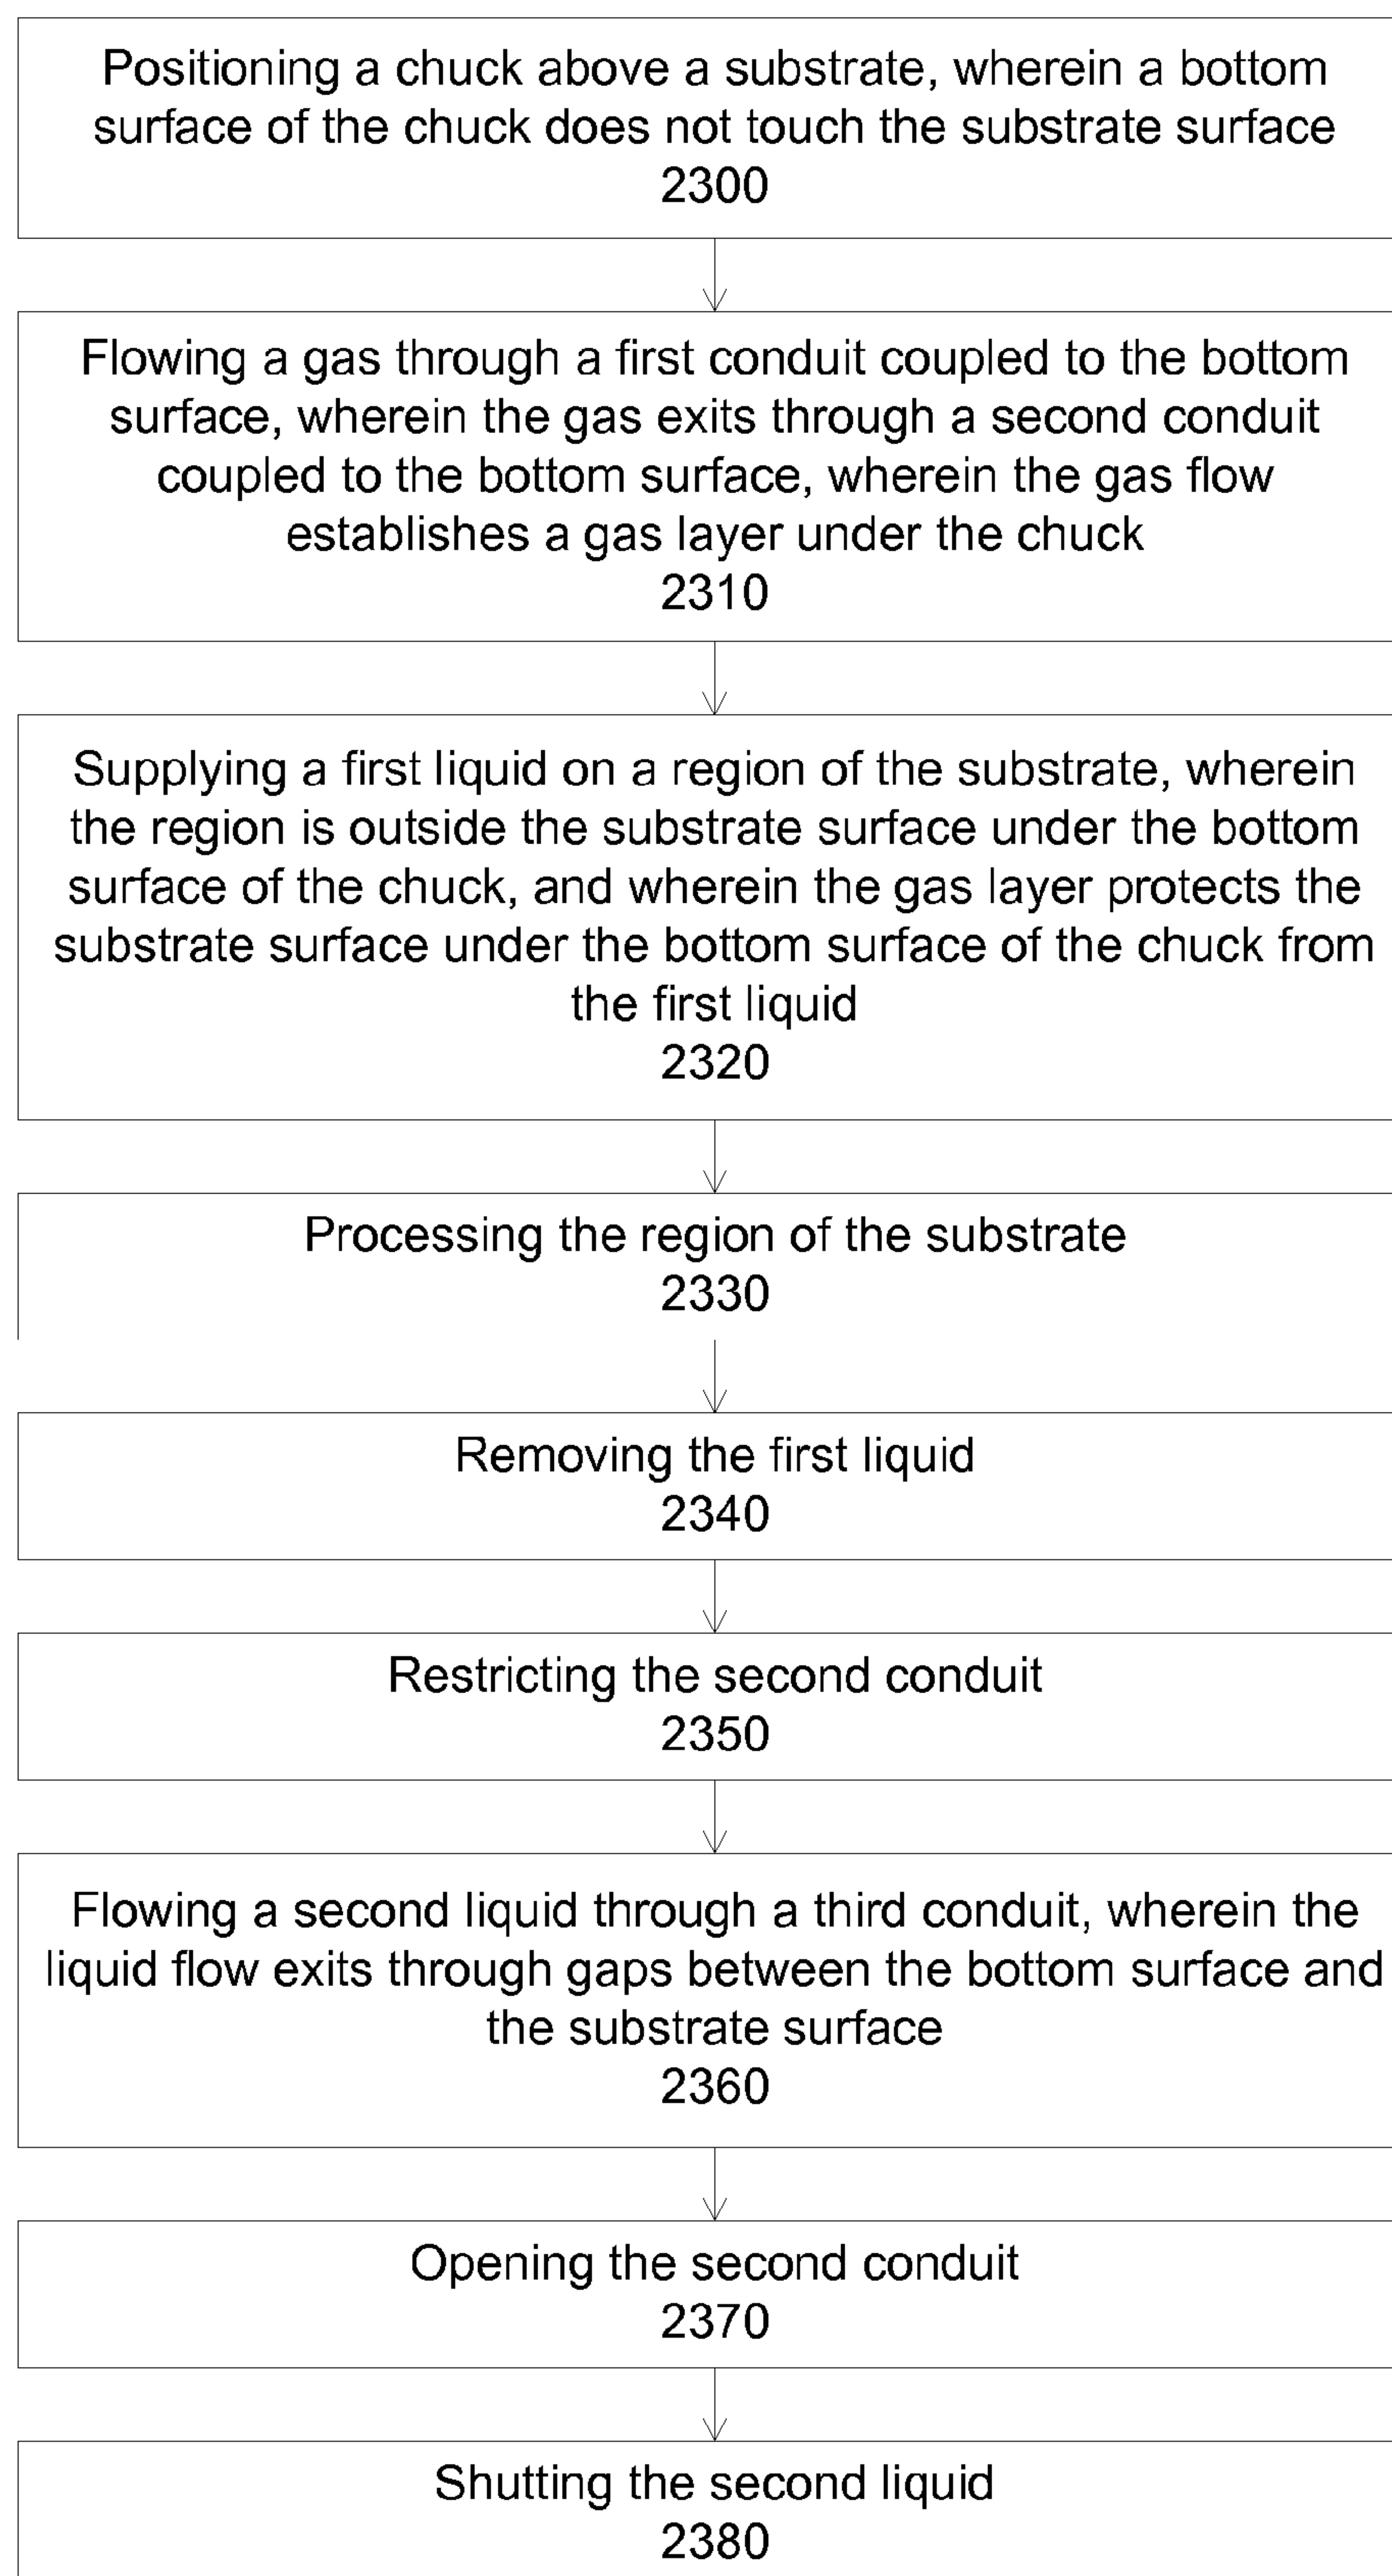 Positioning a chuck above a substrate, wherein a bottom
surface of the chuck does not touch the substrate surface
2300
Flowing a gas through a first conduit coupled to the bottom
surface, wherein the gas exits through a second conduit
coupled to the bottom surface, wherein the gas flow
establishes a gas layer under the chuck
2310
Supplying a first liquid on a region of the substrate, wherein
the region is outside the substrate surface under the bottom
surface of the chuck, and wherein the gas layer protects the
substrate surface under the bottom surface of the chuck from
the first liquid
2320
Processing the region of the substrate
2330
Removing the first liquid
2340
Restricting the second conduit
2350
Flowing a second liquid through a third conduit, wherein the
liquid flow exits through gaps between the bottom surface and
the substrate surface
2360
Opening the second conduit
2370
Shutting the second liquid
2380